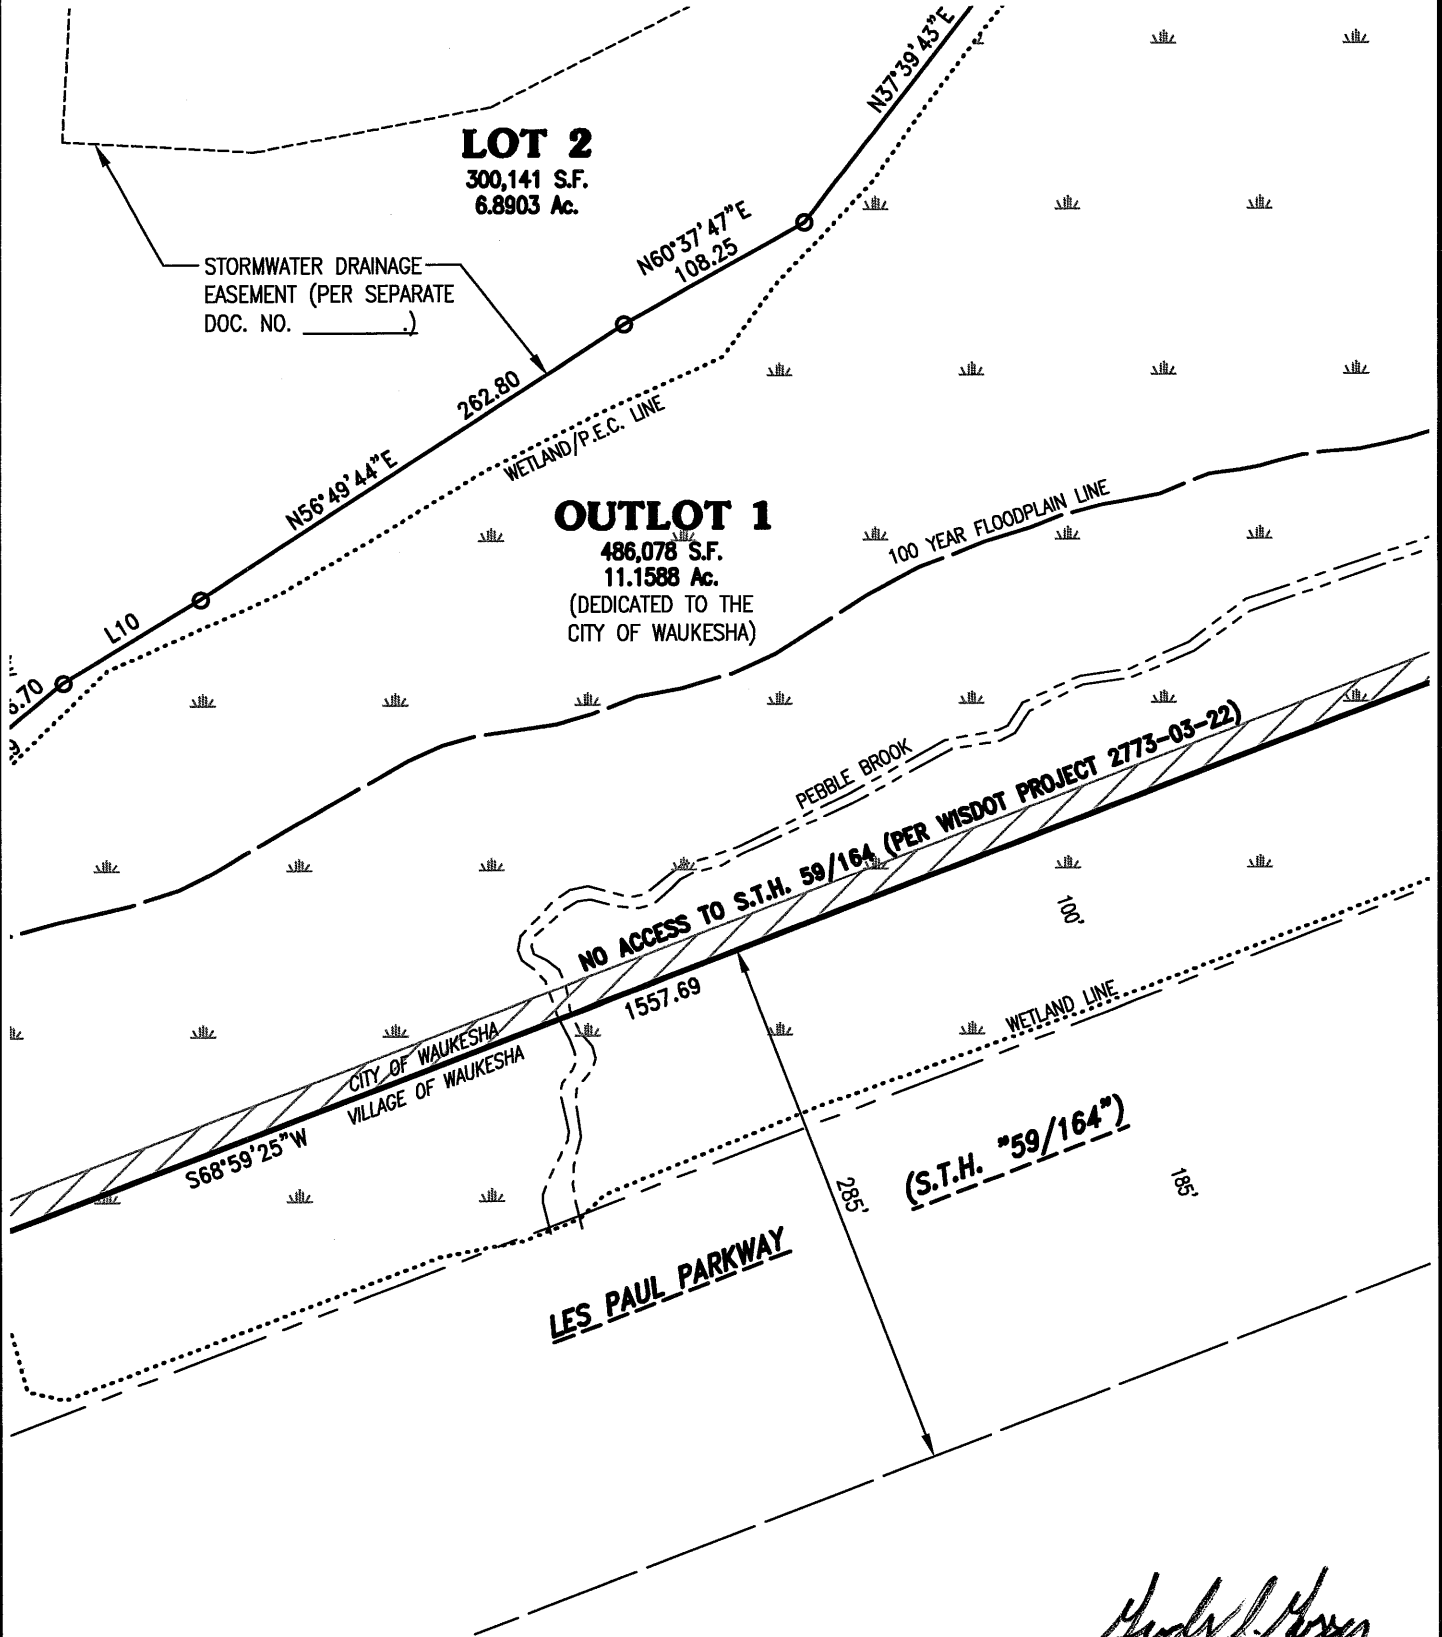 N37°39'43"E
LOT 2
300,141 S.F.
6.8903 Ac.
N60°37'47"E
108.25
STORMWATER DRAINAGE
EASEMENT (PER SEPARATE
DOC. NO. ________.)
262.80
WETLAND/P.E.C. LINE
N56°49'44"E
OUTLOT 1
486,078 S.F.
11.1588 Ac.
(DEDICATED TO THE
CITY OF WAUKESHA)
100 YEAR FLOODPLAIN LINE
L10
.70
9
PEBBLE BROOK
NO ACCESS TO S.T.H. 59/164 (PER WISDOT PROJECT 2773-03-22)
100'
1557.69
WETLAND LINE
CITY OF WAUKESHA
VILLAGE OF WAUKESHA
S68°59'25"W
(S.T.H. "59/164")
285'
185'
LES PAUL PARKWAY